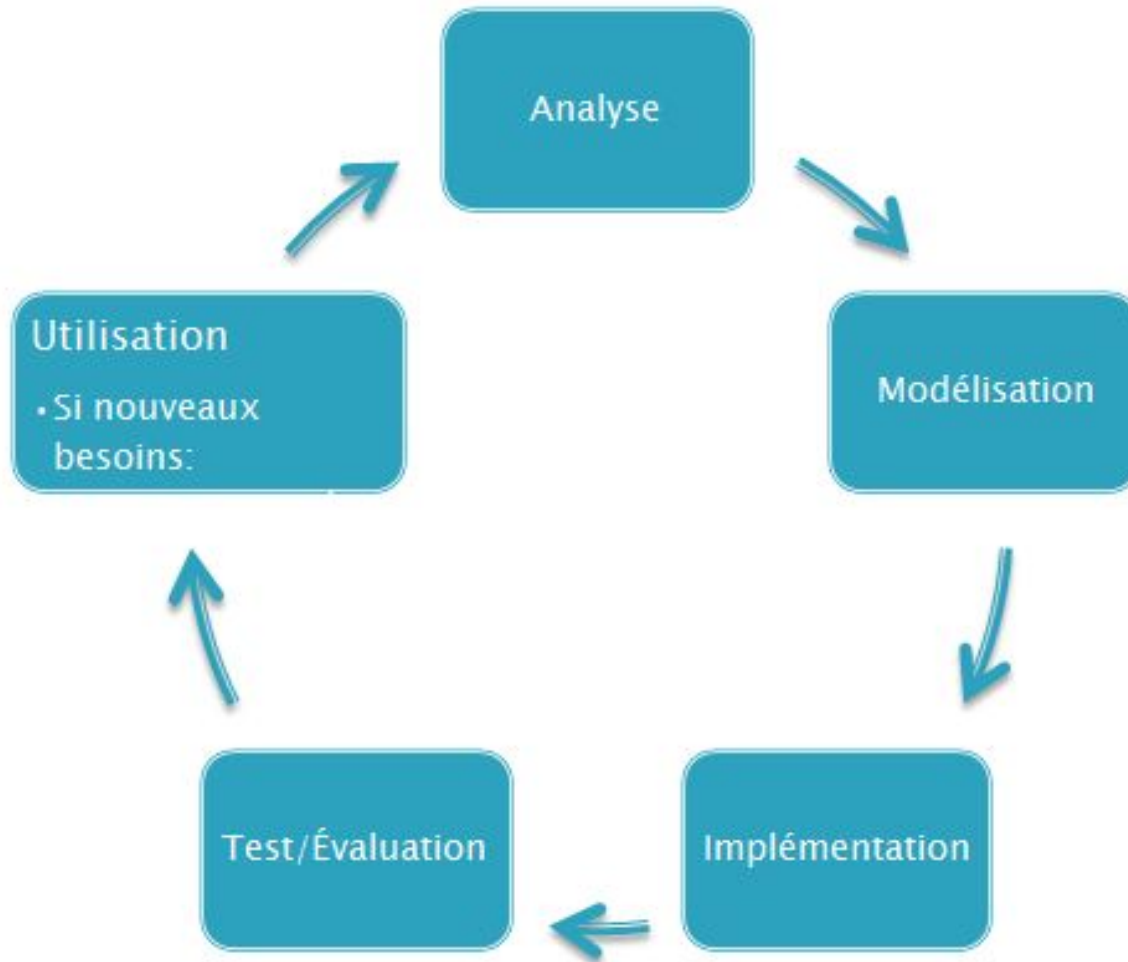 Analyse
Utilisation
•Si nouveaux
besoins:
Modélisation
Test/Évaluation
Implémentation